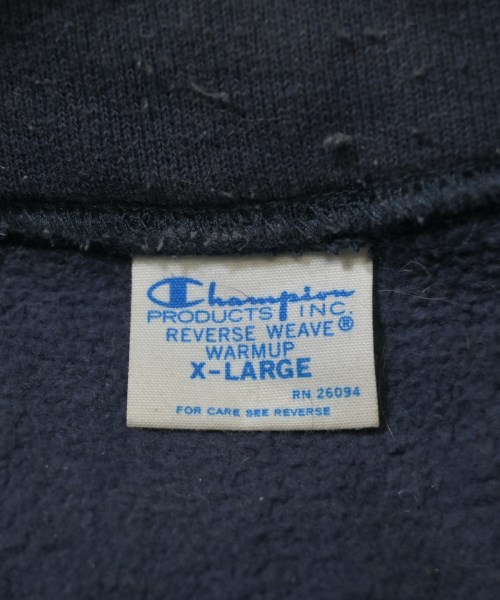 Champion
PRODUCTS INC.
REVERSE WEAVE®
WARMUP
X-LARGE
RN 26094
FOR CARE SEE REVERSE